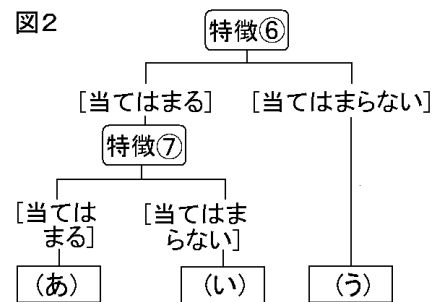 図2
特徴⑥
[当てはまる]
[当てはまらない]
特徴⑦
[当ては
まる]
[当てはま
らない]
(あ)
(い)
(う)